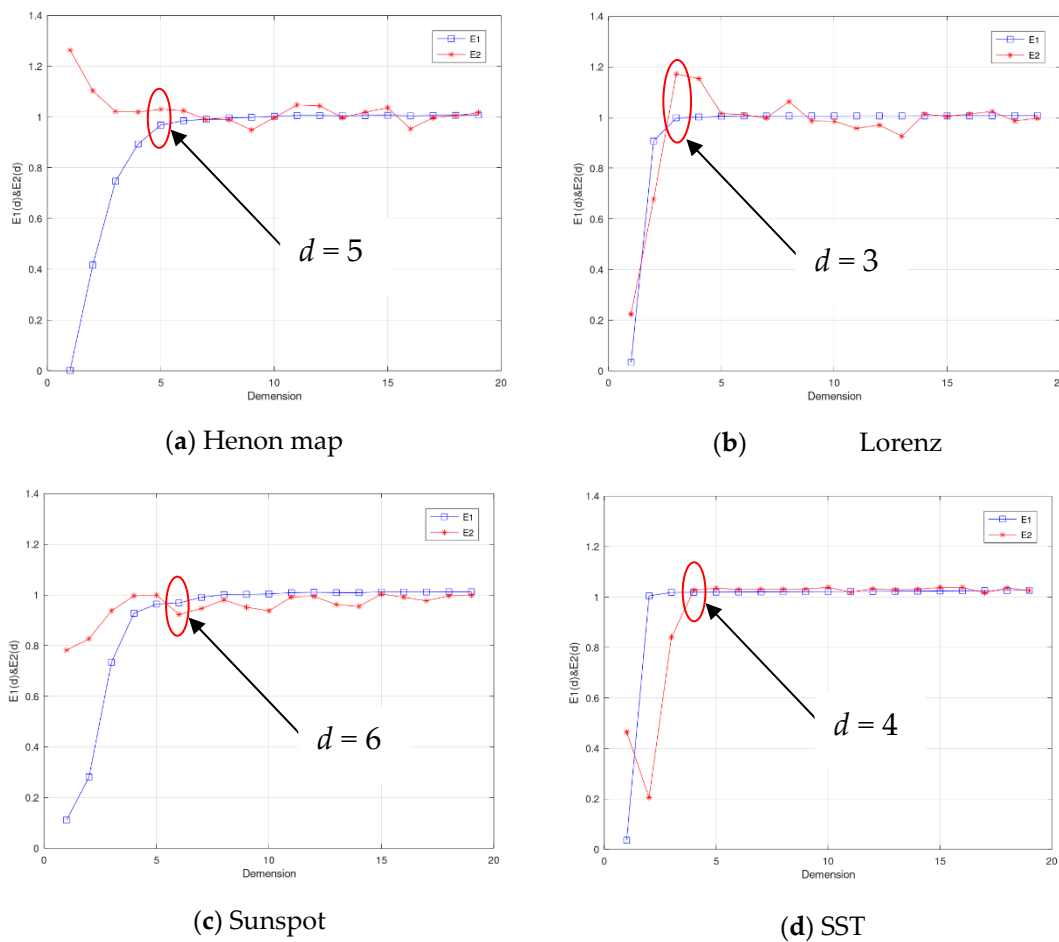 1.4
1.2
1
0.8
0.6
0.4
0.2
0
E1(d)&E2(d)
E1
E2
d = 5
0 5 10 15 20
Demension
(a) Henon map
1.4
1.2
1
0.8
0.6
0.4
0.2
0
E1(d)&E2(d)
E1
E2
d = 3
0 5 10 15
Demension
(b) Lorenz
1.4
1.2
1
0.8
0.6
0.4
0.2
0
E1(d)&E2(d)
E1
E2
d = 6
0 5 10 15 20
Demension
(c) Sunspot
1.4
1.2
1
0.8
0.6
0.4
0.2
0
E1(d)&E2(d)
E1
E2
d = 4
0 5 10 15 20
Demension
(d) SST